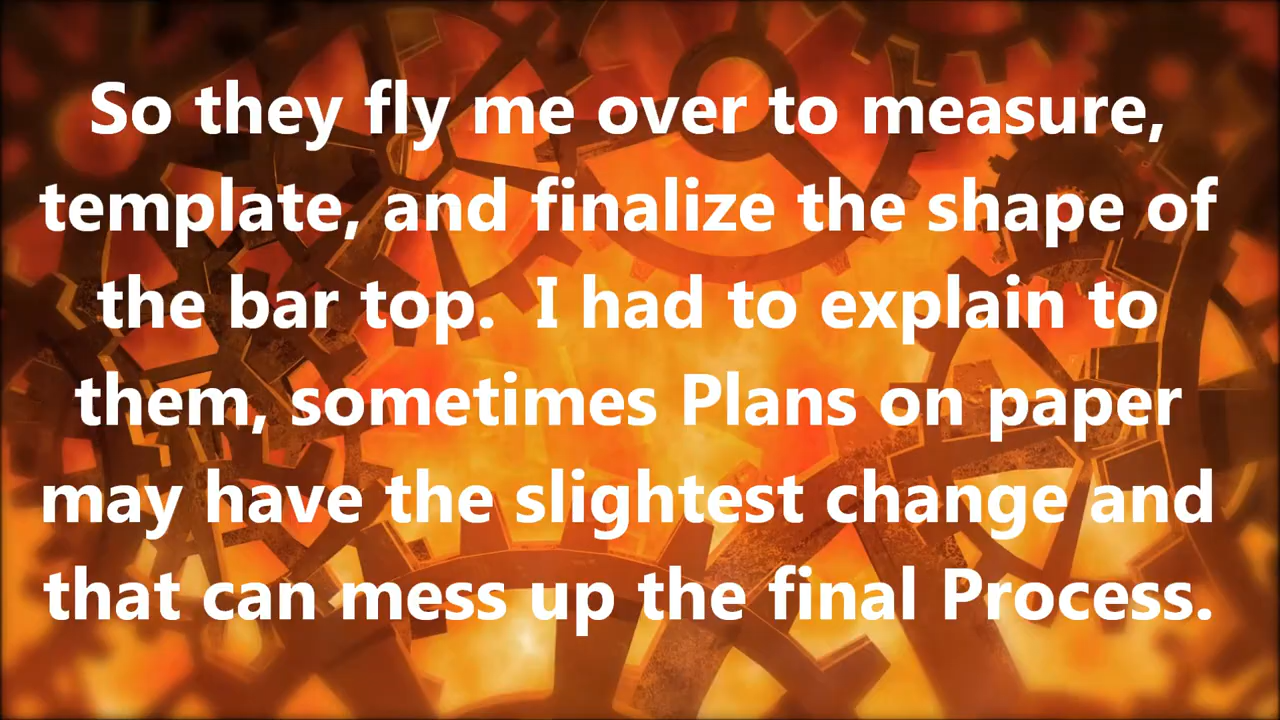 So they fly me over to measure,
template, and finalize the shape of
the bar top.  I had to explain to
them, sometimes Plans on paper
may have the slightest change and
that can mess up the final Process.